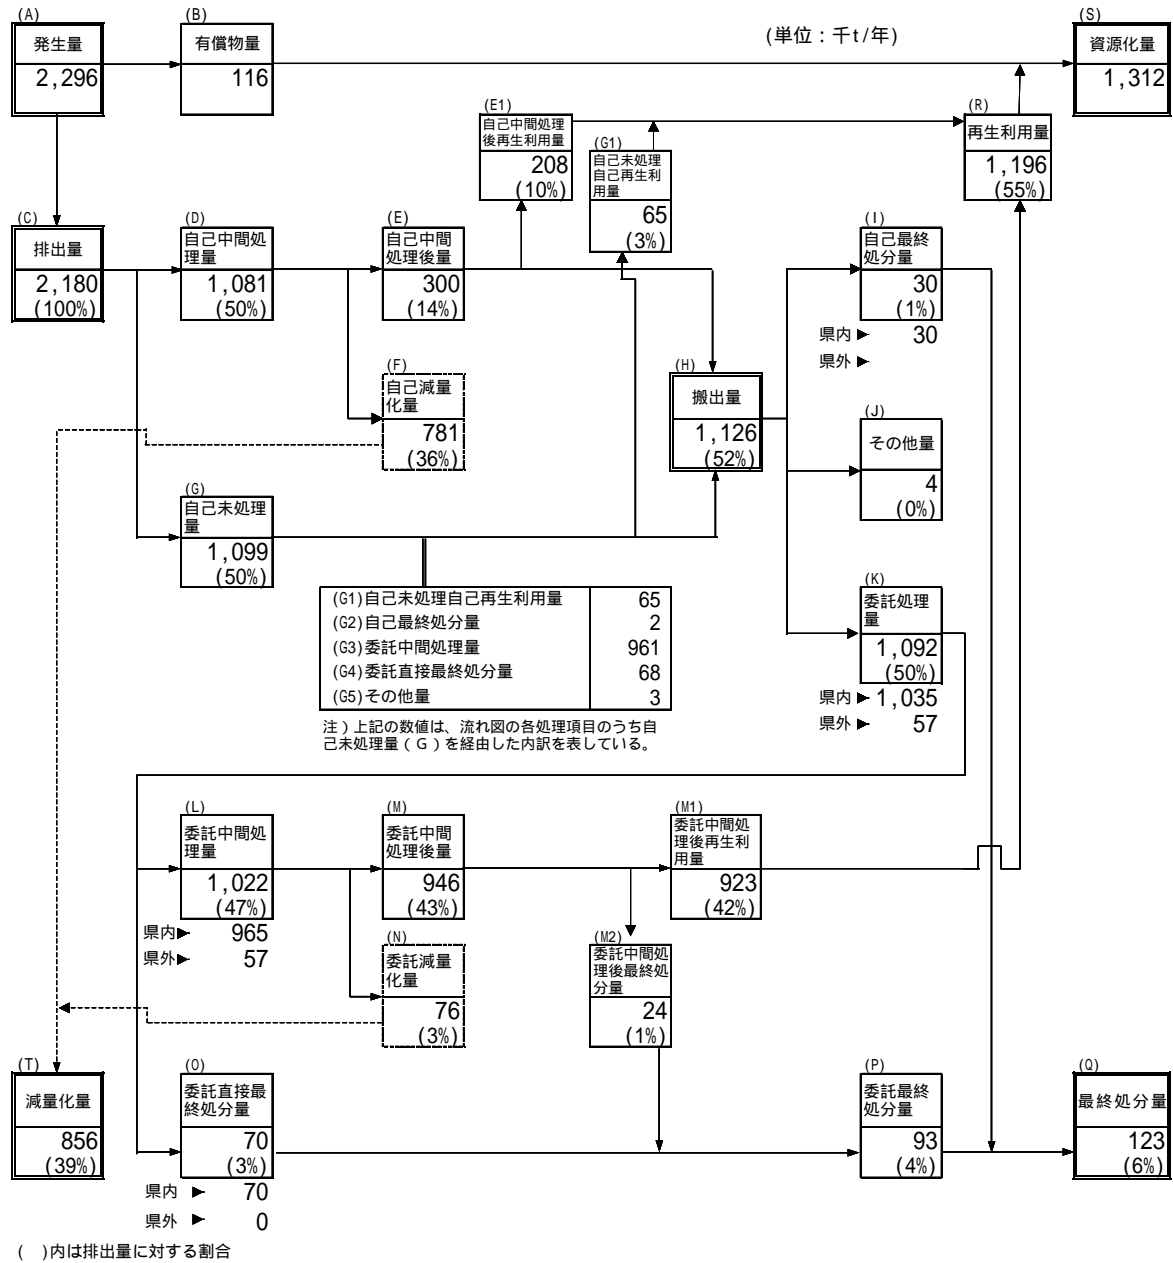 (A)
発生量
2,296
(B)
有償物量
116
(単位：千t/年)
(S)
資源化量
1,312
(E1)
自己中間処理
後再生利用量
208
(10%)
(G1)
自己未処理
自己再生利
用量
65
(3%)
(R)
再生利用量
1,196
(55%)
(C)
排出量
2,180
(100%)
(D)
自己中間処
理量
1,081
(50%)
(E)
自己中間
処理後量
300
(14%)
(I)
自己最終
処分量
30
(1%)
県内▶ 30
県外▶
(F)
自己減量
化量
781
(36%)
(H)
搬出量
1,126
(52%)
(J)
その他量
4
(0%)
(G)
自己未処理
量
1,099
(50%)
(G1)自己未処理自己再生利用量 65
(G2)自己最終処分量 2
(G3)委託中間処理量 961
(G4)委託直接最終処分量 68
(G5)その他量 3
注）上記の数値は、流れ図の各処理項目のうち自
己未処理量（Ｇ）を経由した内訳を表している。
(K)
委託処理
量
1,092
(50%)
県内▶ 1,035
県外▶ 57
(L)
委託中間処
理量
1,022
(47%)
県内▶ 965
県外▶ 57
(M)
委託中間
処理後量
946
(43%)
(M1)
委託中間処
理後再生利
用量
923
(42%)
(N)
委託減量
化量
76
(3%)
(M2)
委託中間処
理後最終処
分量
24
(1%)
(T)
減量化量
856
(39%)
(O)
委託直接最
終処分量
70
(3%)
県内 ▶ 70
県外 ▶ 0
(P)
委託最終
処分量
93
(4%)
(Q)
最終処分量
123
(6%)
(　)内は排出量に対する割合